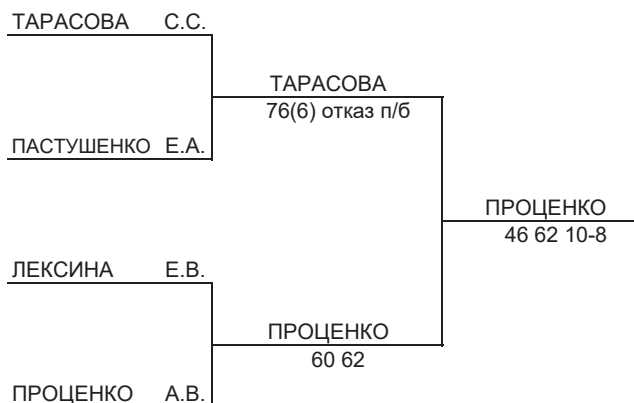 ТАРАСОВА С.С.
ТАРАСОВА
76(6) отказ п/б
ПАСТУШЕНКО Е.А.
ПРОЦЕНКО
46 62 10-8
ЛЕКСИНА Е.В.
ПРОЦЕНКО
60 62
ПРОЦЕНКО А.В.